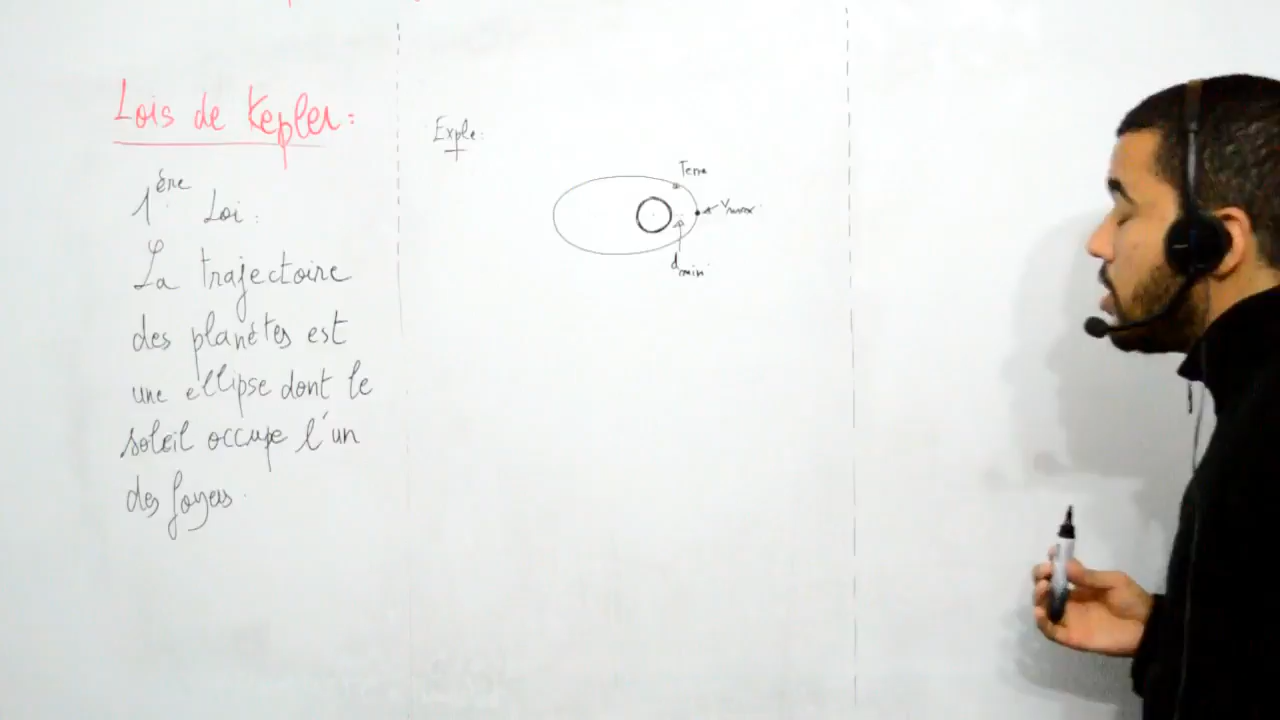 Lois de Kepler :
1ère Loi :
La trajectoire
des planètes est
une ellipse dont le
soleil occupe l'un
des foyers.
Exple :
Terre
Vmax
dmin